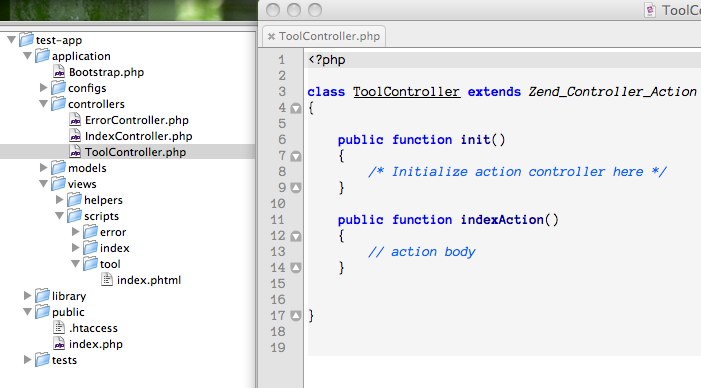 test-app
application
Bootstrap.php
configs
controllers
ErrorController.php
IndexController.php
ToolController.php
models
views
helpers
scripts
error
index
tool
index.phtml
library
public
.htaccess
index.php
tests
ToolCo
ToolController.php
1 <?php
2
3 class ToolController extends Zend_Controller_Action
4 {
5
6 public function init()
7 {
8 /* Initialize action controller here */
9 }
10
11 public function indexAction()
12 {
13 // action body
14 }
15
16
17 }
18
19